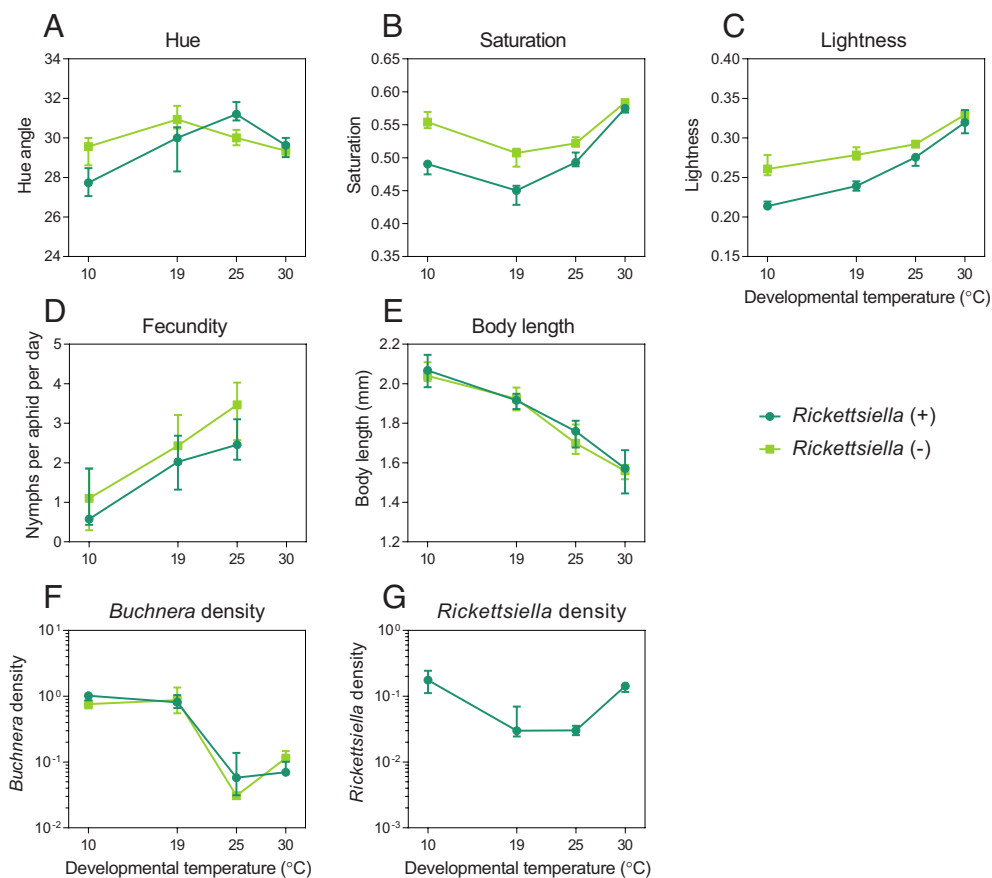 A
Hue
Hue angle
34
32
30
28
26
24
10
19
25
30
B
Saturation
Saturation
0.65
0.60
0.55
0.50
0.45
0.40
0.35
10
19
25
30
C
Lightness
Lightness
0.40
0.35
0.30
0.25
0.20
0.15
10
19
25
30
Developmental temperature (°C)
D
Fecundity
Nymphs per aphid per day
5
4
3
2
1
0
10
19
25
30
E
Body length
Body length (mm)
2.2
2.0
1.8
1.6
1.4
1.2
10
19
25
30
Rickettsiella (+)
Rickettsiella (-)
F
Buchnera density
Buchnera density
10¹
10⁰
10⁻¹
10⁻²
10
19
25
30
Developmental temperature (°C)
G
Rickettsiella density
Rickettsiella density
10⁰
10⁻¹
10⁻²
10⁻³
10
19
25
30
Developmental temperature (°C)